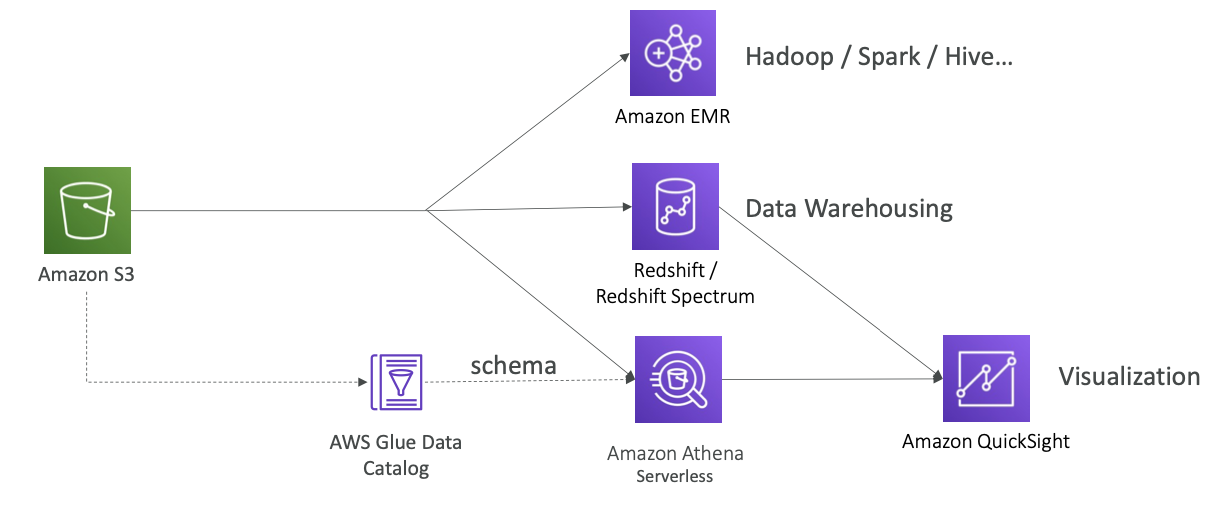 Hadoop / Spark / Hive...
Amazon EMR
Data Warehousing
Amazon S3
Redshift /
Redshift Spectrum
schema
Visualization
AWS Glue Data
Catalog
Amazon Athena
Serverless
Amazon QuickSight